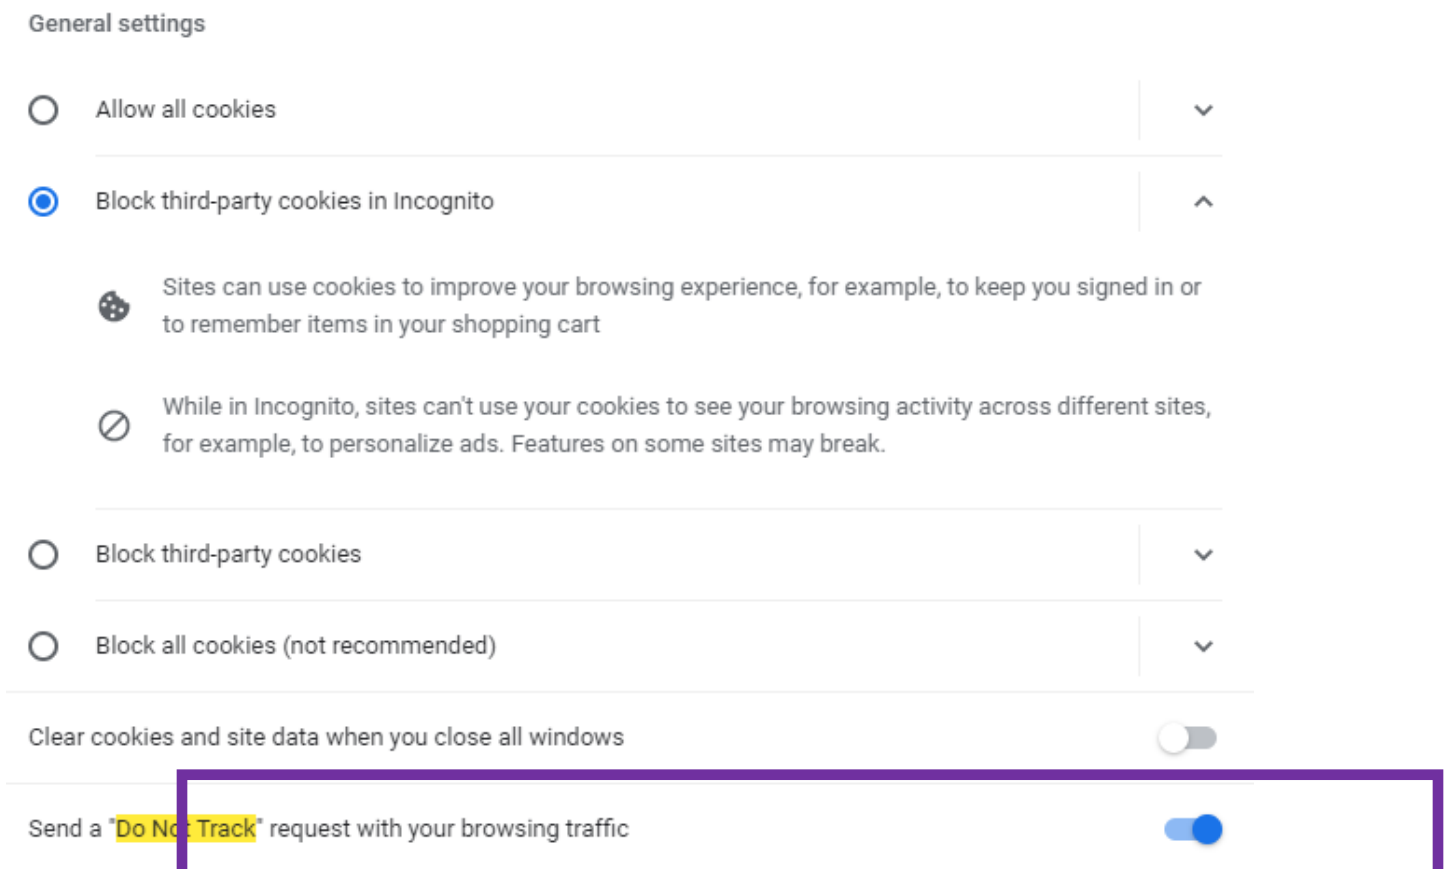 General settings
Allow all cookies
Block third-party cookies in Incognito
Sites can use cookies to improve your browsing experience, for example, to keep you signed in or
to remember items in your shopping cart
While in Incognito, sites can't use your cookies to see your browsing activity across different sites,
for example, to personalize ads. Features on some sites may break.
Block third-party cookies
Block all cookies (not recommended)
Clear cookies and site data when you close all windows
Send a "Do Not Track" request with your browsing traffic